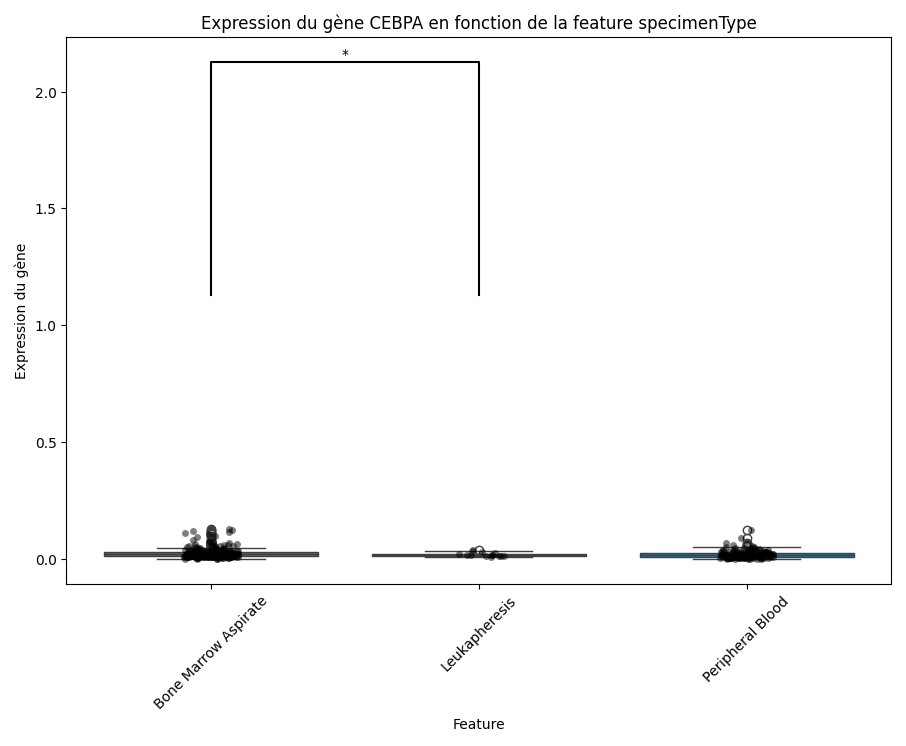 Expression du gène CEBPA en fonction de la feature specimenType
*
2.0
1.5
1.0
0.5
0.0
Expression du gène
Bone Marrow Aspirate
Leukapheresis
Peripheral Blood
Feature